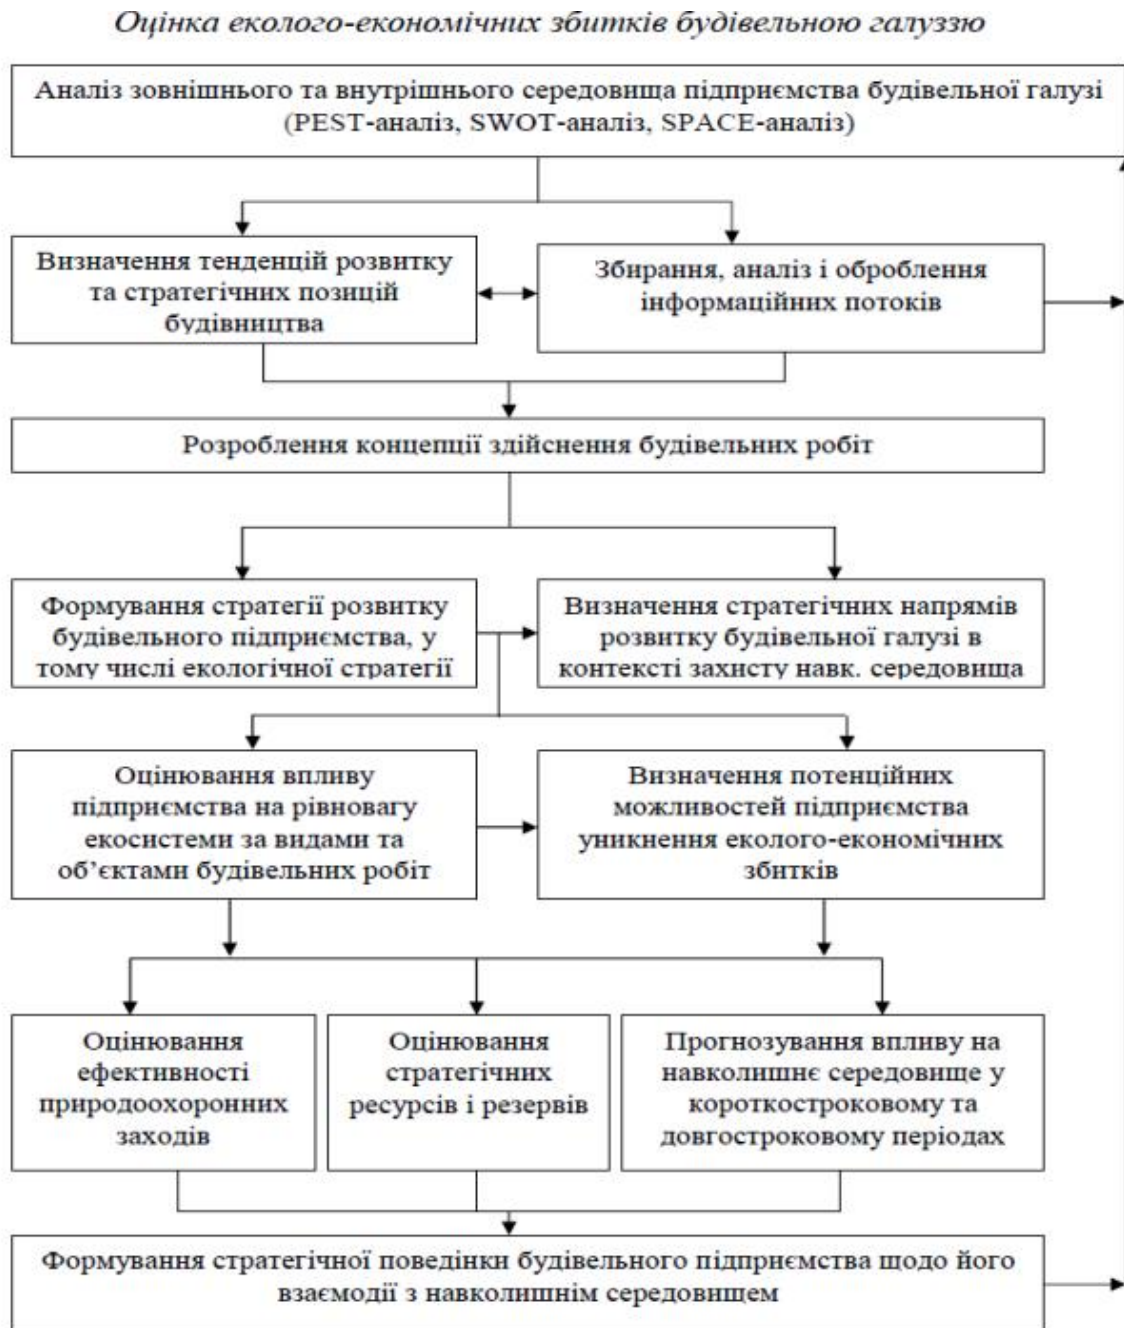 Оцінка еколого-економічних збитків будівельною галуззю
Аналіз зовнішнього та внутрішнього середовища підприємства будівельної галузі
(PEST-аналіз, SWOT-аналіз, SPACE-аналіз)
Визначення тенденцій розвитку
та стратегічних позицій
будівництва
Збирання, аналіз і оброблення
інформаційних потоків
Розроблення концепції здійснення будівельних робіт
Формування стратегії розвитку
будівельного підприємства, у
тому числі екологічної стратегії
Визначення стратегічних напрямів
розвитку будівельної галузі в
контексті захисту навк. середовища
Оцінювання впливу
підприємства на рівновагу
екосистеми за видами та
об’єктами будівельних робіт
Визначення потенційних
можливостей підприємства
уникнення еколого-економічних
збитків
Оцінювання
ефективності
природоохоронних
заходів
Оцінювання
стратегічних
ресурсів і резервів
Прогнозування впливу на
навколишнє середовище у
короткостроковому та
довгостроковому періодах
Формування стратегічної поведінки будівельного підприємства щодо його
взаємодії з навколишнім середовищем